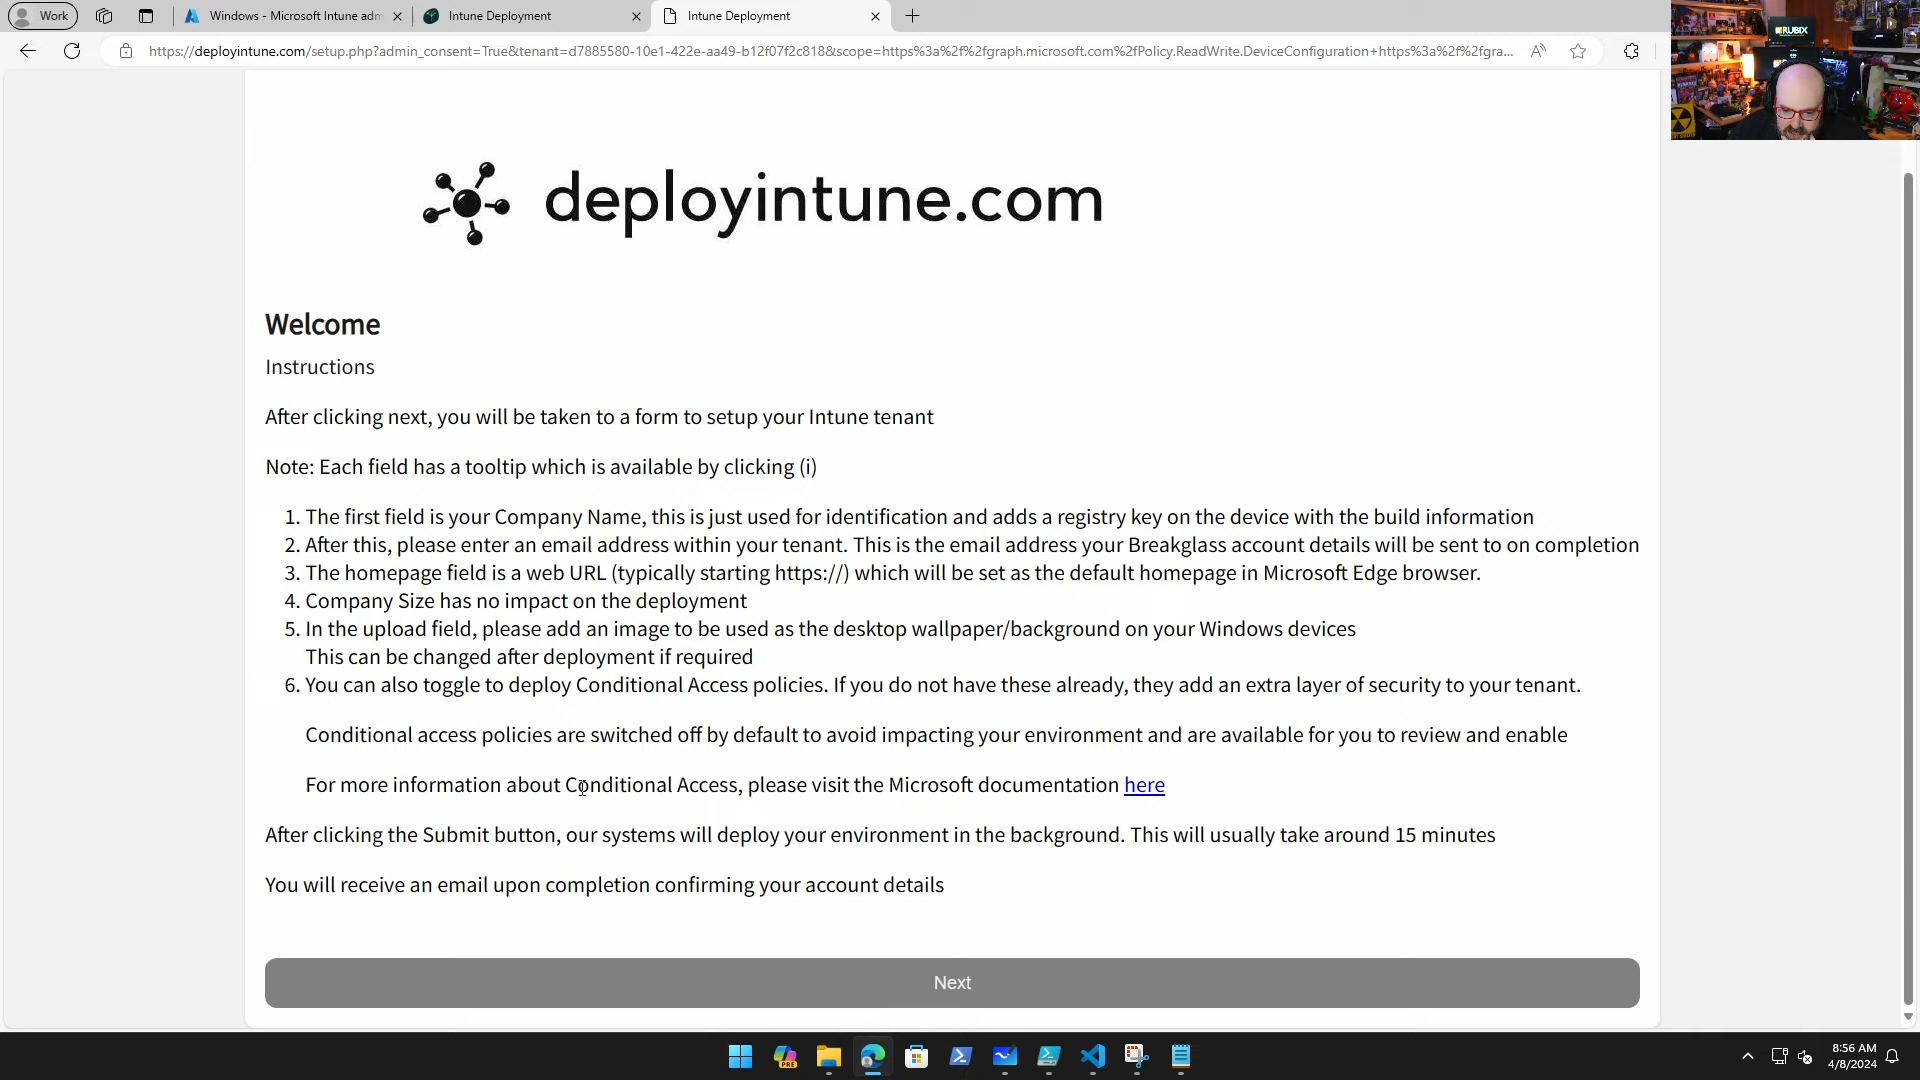 Work
Windows - Microsoft Intune adm
Intune Deployment
Intune Deployment
https://deployintune.com/setup.php?admin_consent=True&tenant=d7885580-10e1-422e-aa49-b12f07f2c818&scope=https%3a%2f%2fgraph.microsoft.com%2fPolicy.ReadWrite.DeviceConfiguration+https%3a%2f%2fgra...
RUBIX
deployintune.com
Welcome
Instructions
After clicking next, you will be taken to a form to setup your Intune tenant
Note: Each field has a tooltip which is available by clicking (i)
1. The first field is your Company Name, this is just used for identification and adds a registry key on the device with the build information
2. After this, please enter an email address within your tenant. This is the email address your Breakglass account details will be sent to on completion
3. The homepage field is a web URL (typically starting https://) which will be set as the default homepage in Microsoft Edge browser.
4. Company Size has no impact on the deployment
5. In the upload field, please add an image to be used as the desktop wallpaper/background on your Windows devices
This can be changed after deployment if required
6. You can also toggle to deploy Conditional Access policies. If you do not have these already, they add an extra layer of security to your tenant.
Conditional access policies are switched off by default to avoid impacting your environment and are available for you to review and enable
For more information about Conditional Access, please visit the Microsoft documentation here
After clicking the Submit button, our systems will deploy your environment in the background. This will usually take around 15 minutes
You will receive an email upon completion confirming your account details
Next
PRE
8:56 AM
4/8/2024